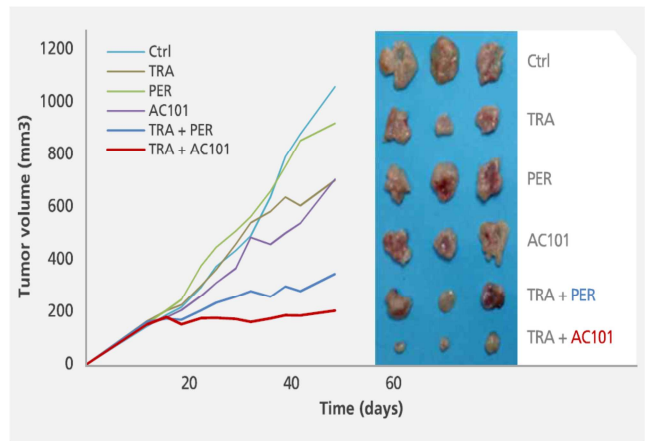 1200
1000
800
600
400
200
0
Tumor volume (mm3)
Ctrl
TRA
PER
AC101
TRA + PER
TRA + AC101
20
40
60
Time (days)
Ctrl
TRA
PER
AC101
TRA + PER
TRA + AC101